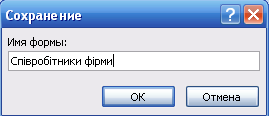 Сохранение
Имя формы:
Співробітники фірми
ОК
Отмена